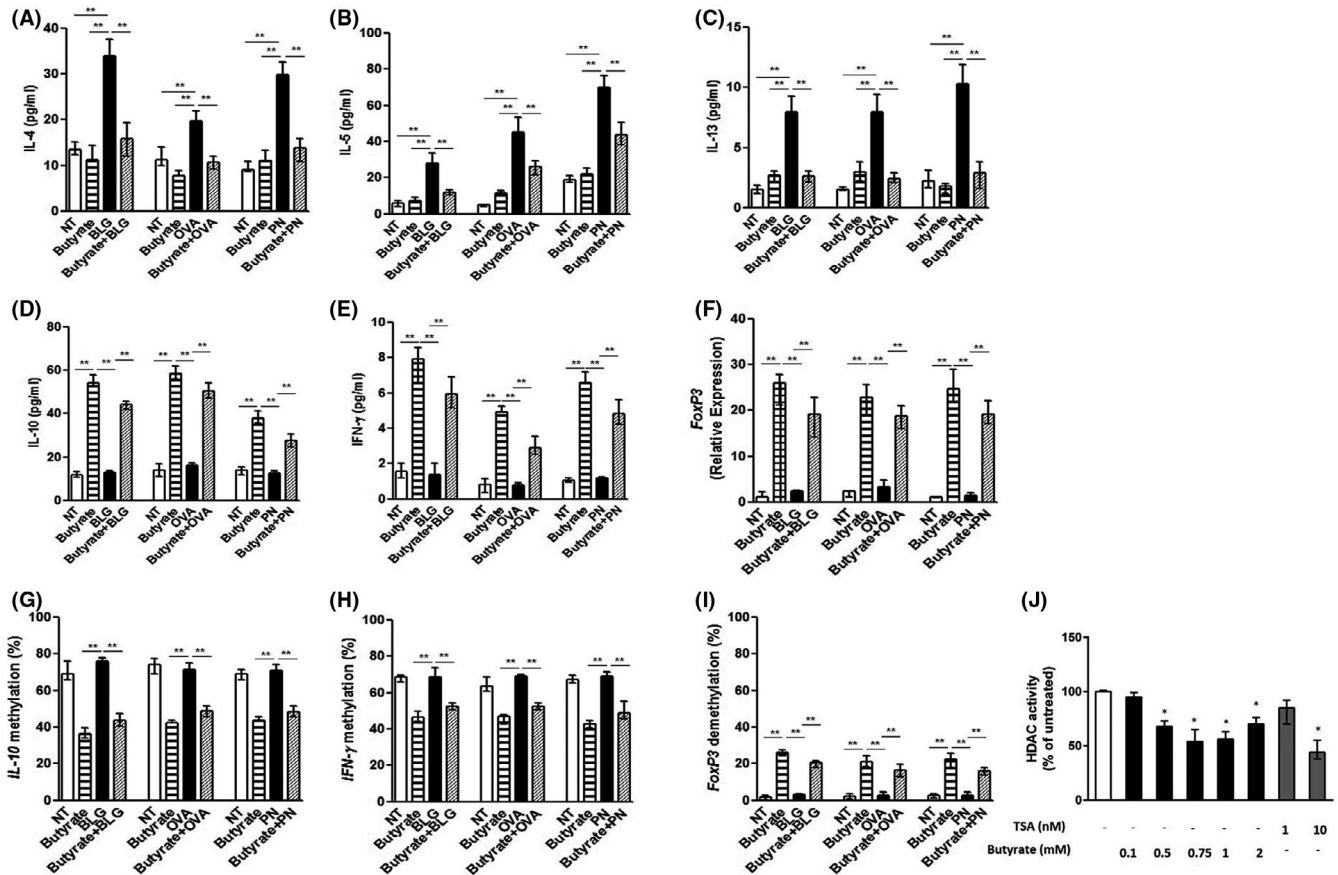 (A)
IL-4 (pg/ml)
40
30
20
10
0
** ** **
** ** **
** ** **
NT Butyrate BLG Butyrate+BLG
NT Butyrate OVA Butyrate+OVA
NT Butyrate PN Butyrate+PN
(B)
IL-5 (pg/ml)
100
80
60
40
20
0
** ** **
** ** **
** ** **
NT Butyrate BLG Butyrate+BLG
NT Butyrate OVA Butyrate+OVA
NT Butyrate PN Butyrate+PN
(C)
IL-13 (pg/ml)
15
10
5
0
** ** **
** ** **
** ** **
NT Butyrate BLG Butyrate+BLG
NT Butyrate OVA Butyrate+OVA
NT Butyrate PN Butyrate+PN
(D)
IL-10 (pg/ml)
80
60
40
20
0
** ** **
** ** **
** ** **
NT Butyrate BLG Butyrate+BLG
NT Butyrate OVA Butyrate+OVA
NT Butyrate PN Butyrate+PN
(E)
IFN-γ (pg/ml)
10
8
6
4
2
0
** ** **
** ** **
** ** **
NT Butyrate BLG Butyrate+BLG
NT Butyrate OVA Butyrate+OVA
NT Butyrate PN Butyrate+PN
(F)
FoxP3
(Relative Expression)
40
30
20
10
0
** ** **
** ** **
** ** **
NT Butyrate BLG Butyrate+BLG
NT Butyrate OVA Butyrate+OVA
NT Butyrate PN Butyrate+PN
(G)
IL-10 methylation (%)
100
80
60
40
20
0
** **
** **
** **
NT Butyrate BLG Butyrate+BLG
NT Butyrate OVA Butyrate+OVA
NT Butyrate PN Butyrate+PN
(H)
IFN-γ methylation (%)
100
80
60
40
20
0
** **
** **
** **
NT Butyrate BLG Butyrate+BLG
NT Butyrate OVA Butyrate+OVA
NT Butyrate PN Butyrate+PN
(I)
FoxP3 demethylation (%)
100
80
60
40
20
0
** ** **
** ** **
** ** **
NT Butyrate BLG Butyrate+BLG
NT Butyrate OVA Butyrate+OVA
NT Butyrate PN Butyrate+PN
(J)
HDAC activity
(% of untreated)
150
100
50
0
* * * * *
TSA (nM) - - - - - - 1 10
Butyrate (mM) - 0.1 0.5 0.75 1 2 - -